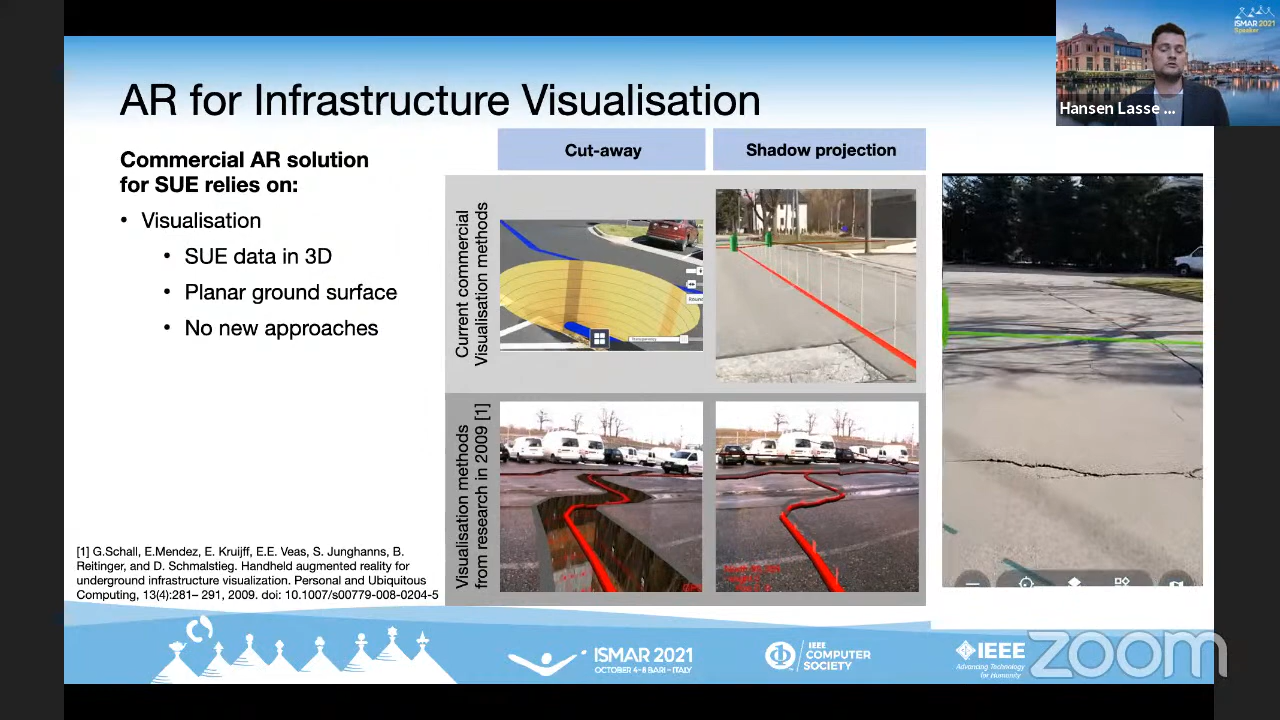 AR for Infrastructure Visualisation
Commercial AR solution
for SUE relies on:
• Visualisation
• SUE data in 3D
• Planar ground surface
• No new approaches
Cut-away
Shadow projection
Current commercial
Visualisation methods
Visualisation methods
from research in 2009 [1]
[1] G.Schall, E.Mendez, E. Kruijff, E.E. Veas, S. Junghanns, B.
Reitinger, and D. Schmalstieg. Handheld augmented reality for
underground infrastructure visualization. Personal and Ubiquitous
Computing, 13(4):281– 291, 2009. doi: 10.1007/s00779-008-0204-5
ISMAR 2021
Speaker
Hansen Lasse ...
ISMAR 2021
OCTOBER 4-8 BARI - ITALY
IEEE
COMPUTER
SOCIETY
IEEE
Advancing Technology
for Humanity
zoom